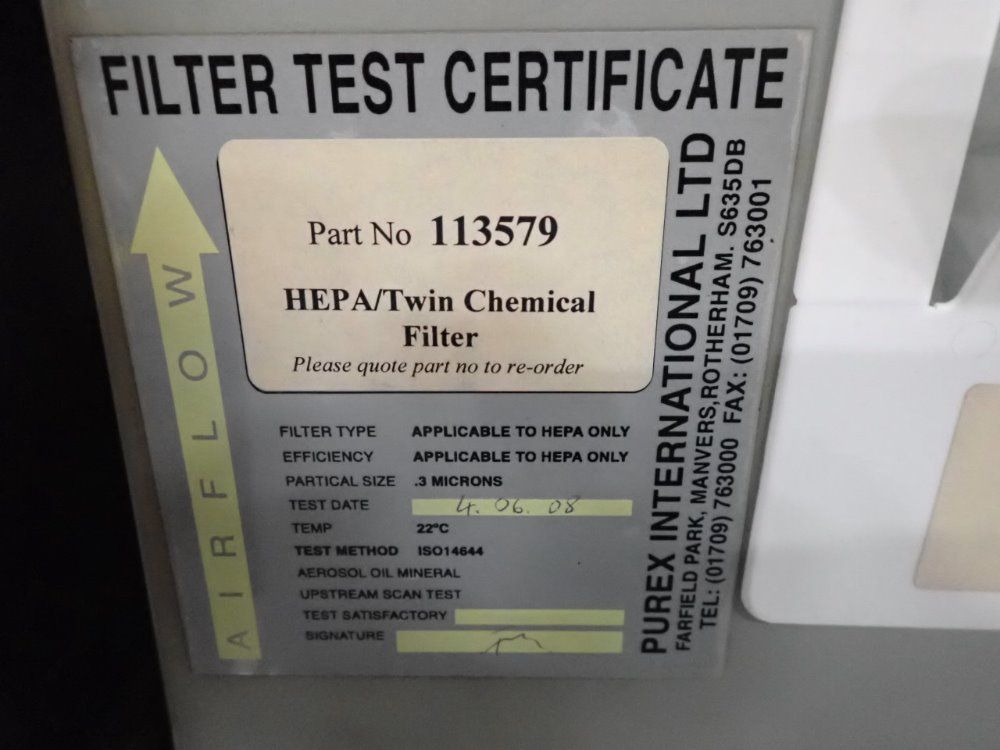 FILTER TEST CERTIFICATE
AIRFLOW
Part No 113579
HEPA/Twin Chemical
Filter
Please quote part no to re-order
FILTER TYPE APPLICABLE TO HEPA ONLY
EFFICIENCY APPLICABLE TO HEPA ONLY
PARTICAL SIZE .3 MICRONS
TEST DATE 4. 06. 08
TEMP 22ºC
TEST METHOD ISO14644
AEROSOL OIL MINERAL
UPSTREAM SCAN TEST
TEST SATISFACTORY
SIGNATURE
PUREX INTERNATIONAL LTD
FARFIELD PARK, MANVERS,ROTHERHAM. S635DB
TEL: (01709) 763000 FAX: (01709) 763001